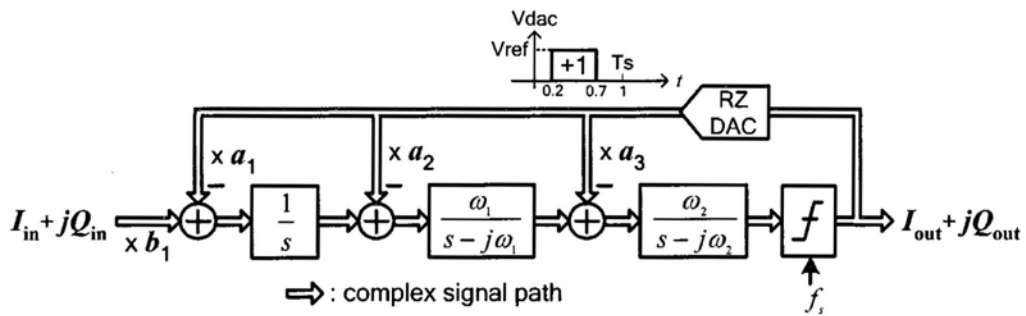 Vdac
Vref
+1
Ts
t
0.2
0.7
1
RZ
DAC
x a₁
x a₂
x a₃
−
−
−
Iin + jQin
x b₁
+
1
s
+
ω₁
s − jω₁
+
ω₂
s − jω₂
Iout + jQout
fs
: complex signal path